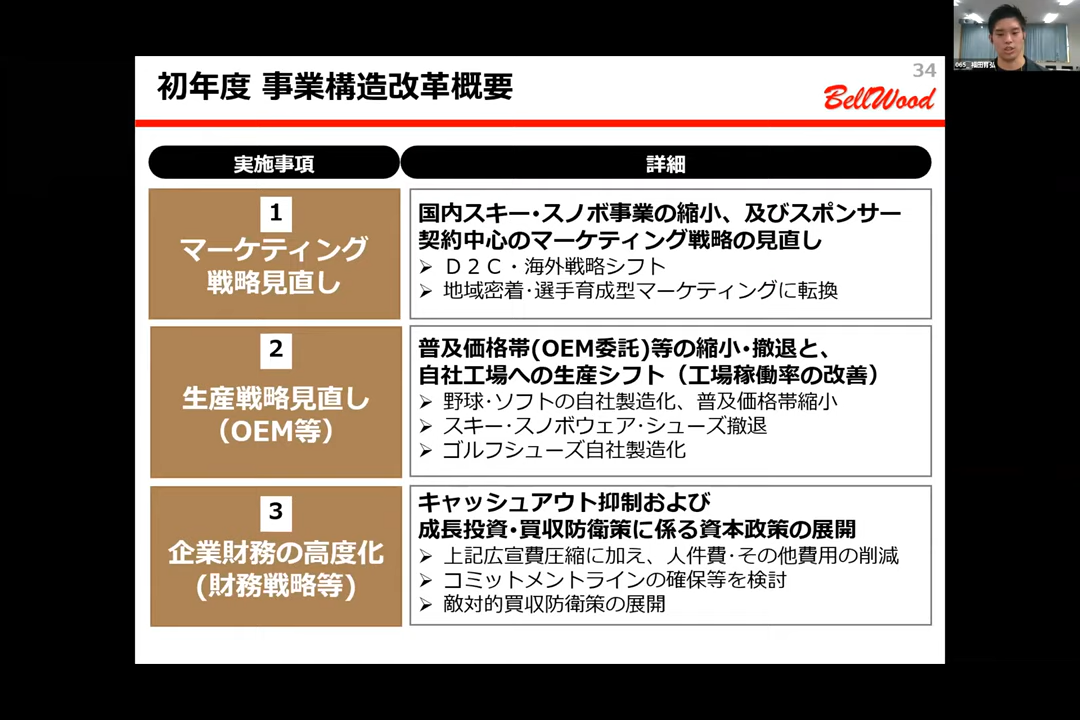 34
初年度 事業構造改革概要
BellWood
実施事項
詳細
1
マーケティング
戦略見直し
国内スキー・スノボ事業の縮小、及びスポンサー
契約中心のマーケティング戦略の見直し
➢ D2C・海外戦略シフト
➢ 地域密着・選手育成型マーケティングに転換
2
生産戦略見直し
(OEM等)
普及価格帯(OEM委託)等の縮小・撤退と、
自社工場への生産シフト（工場稼働率の改善）
➢ 野球・ソフトの自社製造化、普及価格帯縮小
➢ スキー・スノボウェア・シューズ撤退
➢ ゴルフシューズ自社製造化
3
企業財務の高度化
(財務戦略等)
キャッシュアウト抑制および
成長投資・買収防衛策に係る資本政策の展開
➢ 上記広宣費圧縮に加え、人件費・その他費用の削減
➢ コミットメントラインの確保等を検討
➢ 敵対的買収防衛策の展開